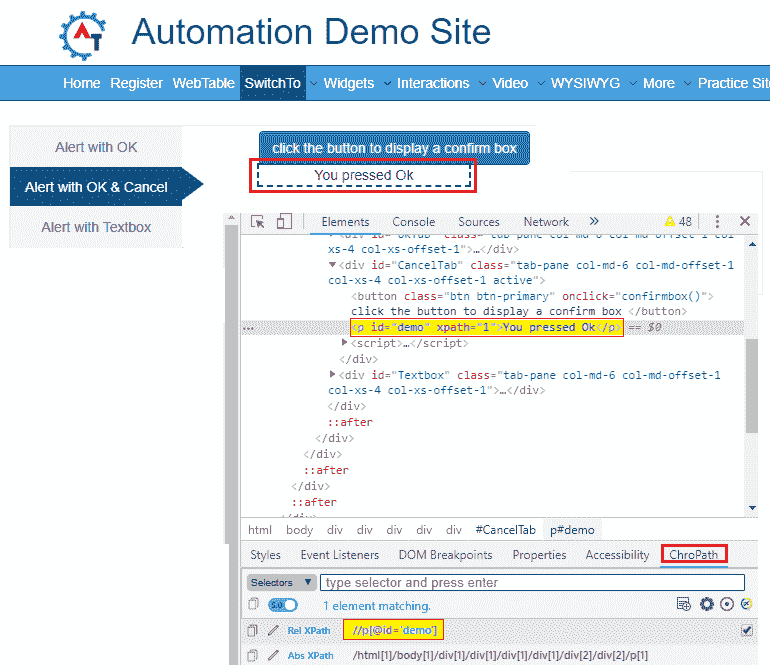 Automation Demo Site
Home Register WebTable SwitchTo Widgets Interactions Video WYSIWYG More Practice Sit
Alert with OK
Alert with OK & Cancel
Alert with Textbox
click the button to display a confirm box
You pressed Ok
Elements Console Sources Network » 48
xs-4 col-xs-offset-1">…</div>
▼<div id="CancelTab" class="tab-pane col-md-6 col-md-offset-1
col-xs-4 col-xs-offset-1 active">
<button class="btn btn-primary" onclick="confirmbox()">
click the button to display a confirm box </button>
… <p id="demo" xpath="1">You pressed Ok</p> == $0
▶<script>…</script>
</div>
▶<div id="Textbox" class="tab-pane col-md-6 col-md-offset-1
col-xs-4 col-xs-offset-1">…</div>
</div>
::after
</div>
</div>
::after
</div>
::after
html body div div div div div #CancelTab p#demo
Styles Event Listeners DOM Breakpoints Properties Accessibility ChroPath
Selectors ▼ type selector and press enter
5.0 1 element matching.
Rel XPath //p[@id='demo']
Abs XPath /html[1]/body[1]/div[1]/div[1]/div[1]/div[1]/div[2]/div[2]/p[1]